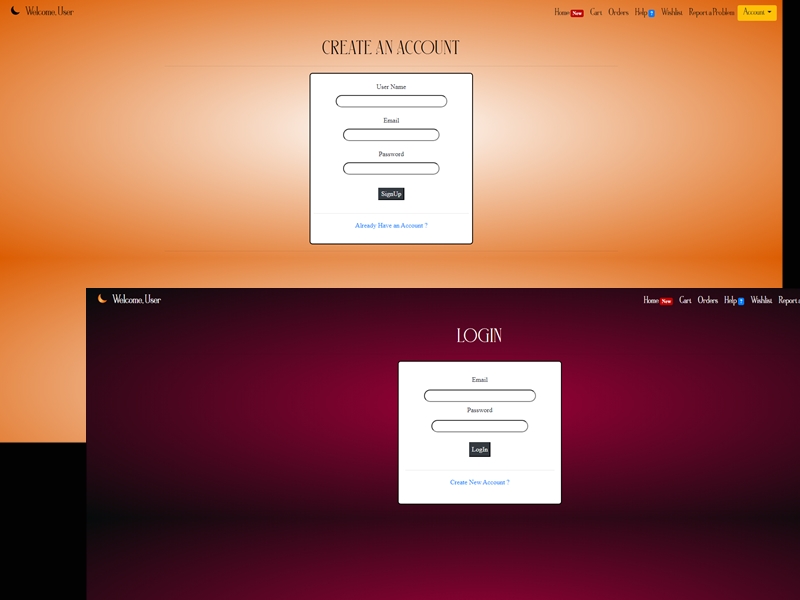 Welcome, User
Home New Cart Orders Help ? Wishlist Report a Problem Account
CREATE AN ACCOUNT
User Name
Email
Password
SignUp
Already Have an Account ?
Welcome, User
Home New Cart Orders Help ? Wishlist Report
LOGIN
Email
Password
LogIn
Create New Account ?